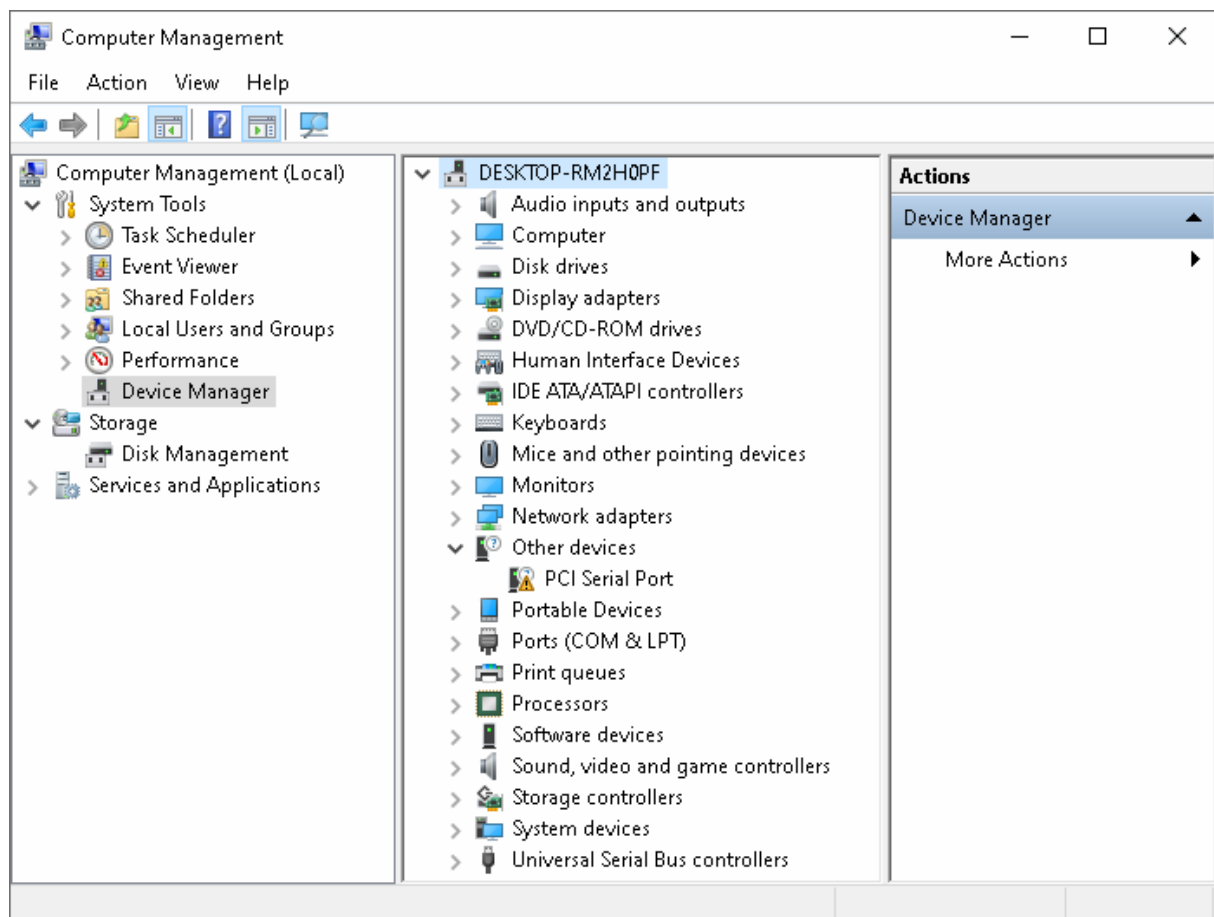 Computer Management
File Action View Help
Computer Management (Local)
System Tools
Task Scheduler
Event Viewer
Shared Folders
Local Users and Groups
Performance
Device Manager
Storage
Disk Management
Services and Applications
DESKTOP-RM2H0PF
Audio inputs and outputs
Computer
Disk drives
Display adapters
DVD/CD-ROM drives
Human Interface Devices
IDE ATA/ATAPI controllers
Keyboards
Mice and other pointing devices
Monitors
Network adapters
Other devices
PCI Serial Port
Portable Devices
Ports (COM & LPT)
Print queues
Processors
Software devices
Sound, video and game controllers
Storage controllers
System devices
Universal Serial Bus controllers
Actions
Device Manager
More Actions